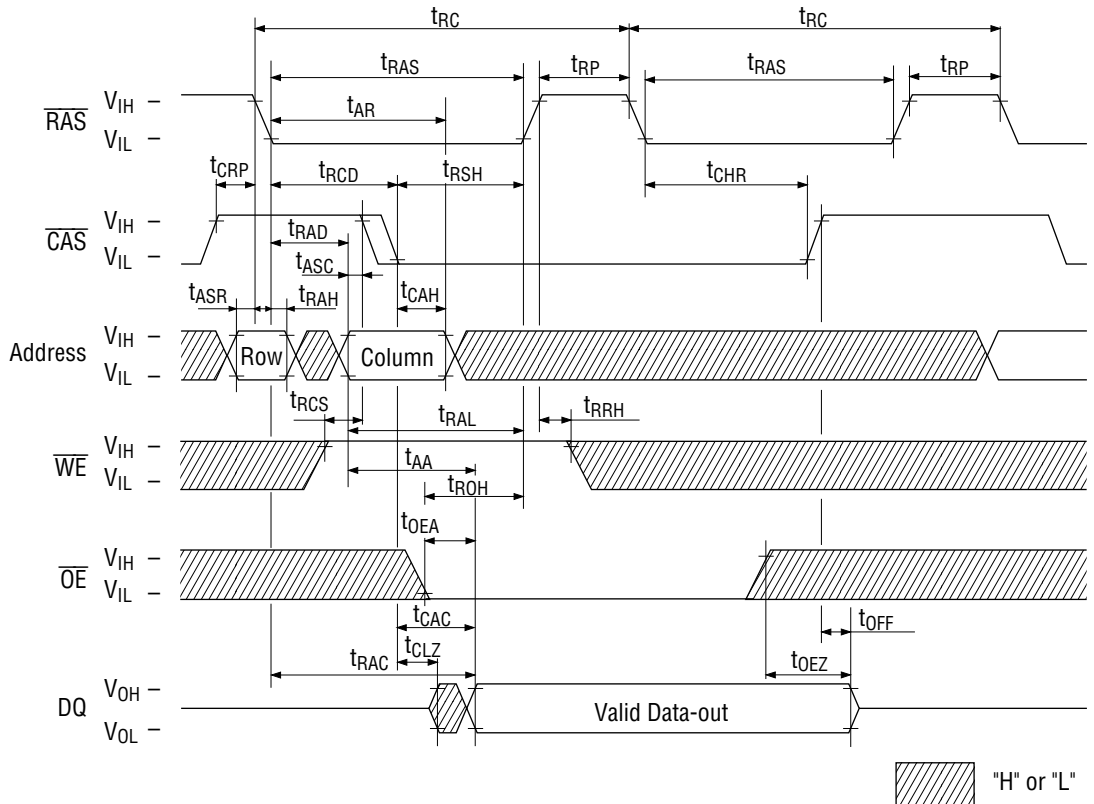 tRC tRC
tRAS tRP tRAS tRP
RAS VIH –
VIL –
tAR
tCRP tRCD tRSH tCHR
CAS VIH –
VIL –
tRAD
tASC
tASR tRAH tCAH
Address VIH –
VIL –
Row Column
tRCS tRAL tRRH
WE VIH –
VIL –
tAA
tROH
tOEA
OE VIH –
VIL –
tCAC tOFF
tCLZ
tRAC tOEZ
DQ VOH –
VOL –
Valid Data-out
"H" or "L"